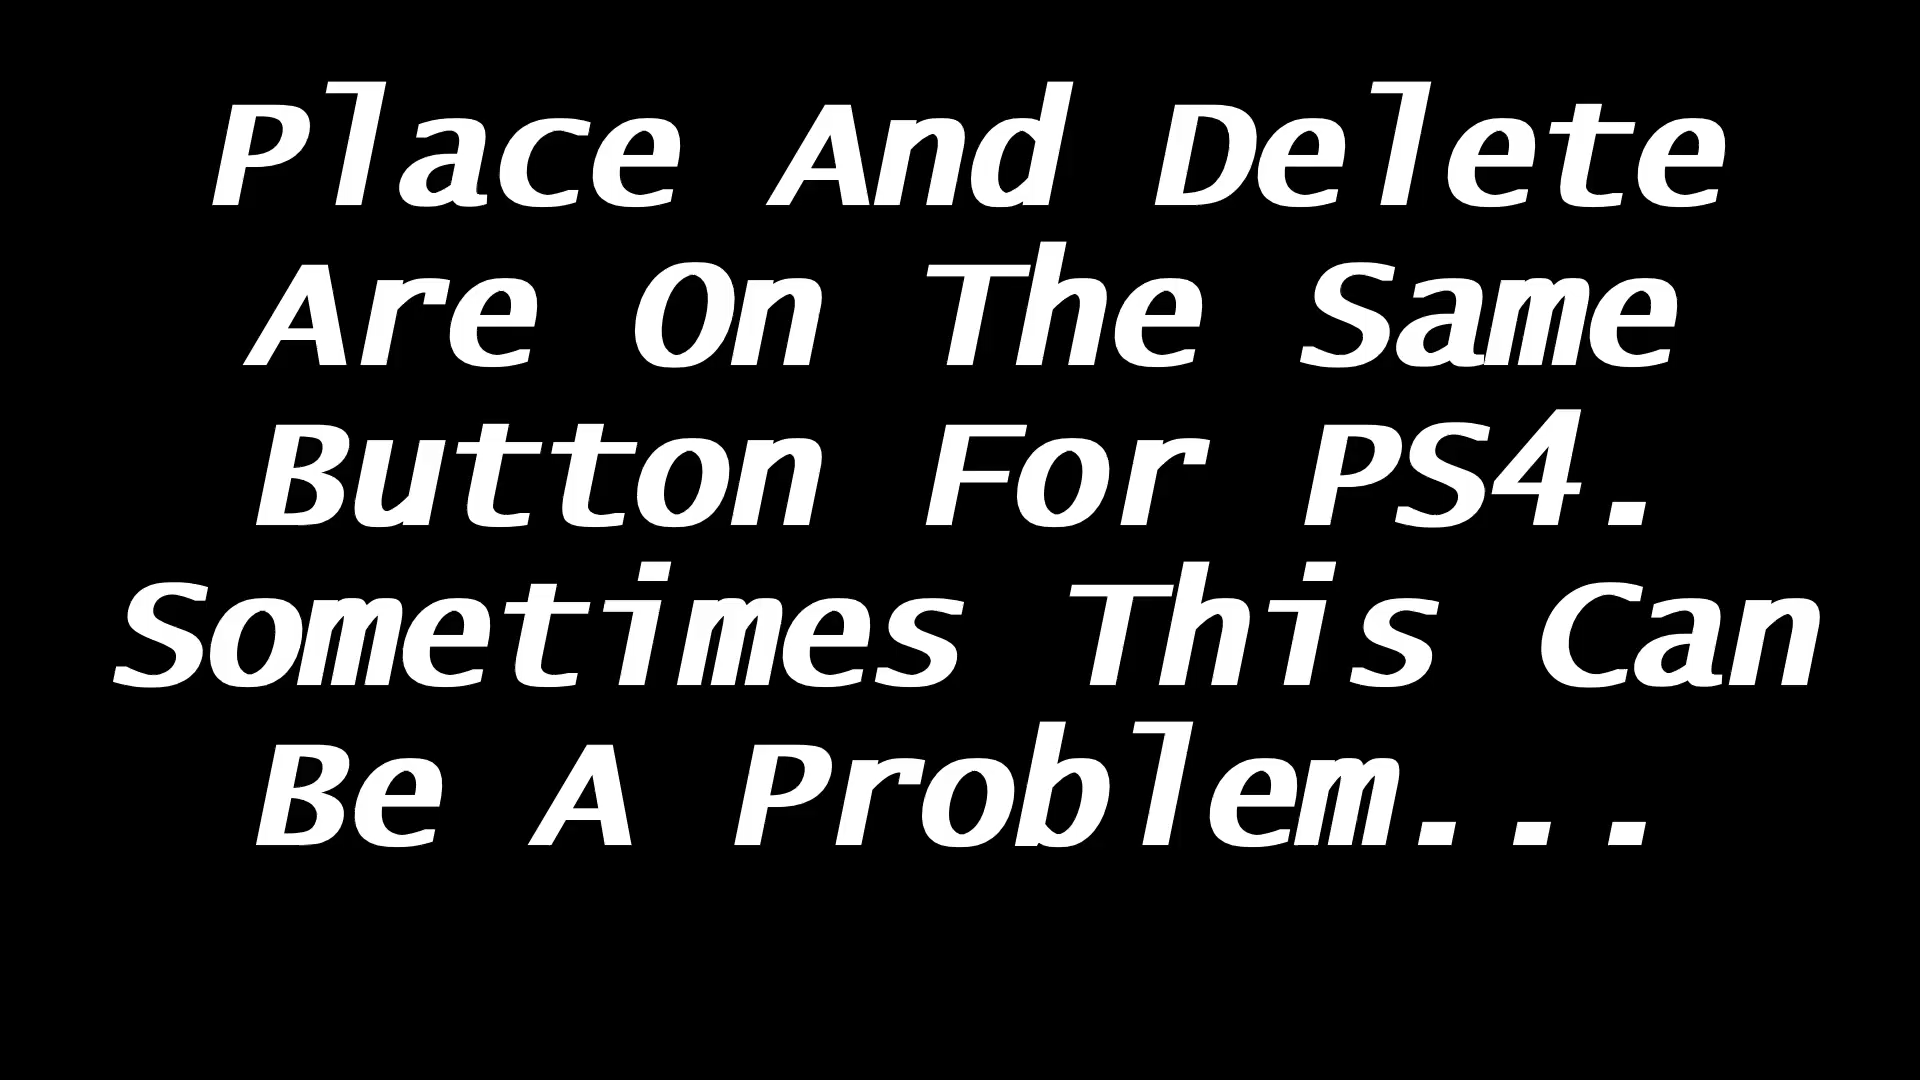 Place And Delete
Are On The Same
Button For PS4.
Sometimes This Can
Be A Problem...